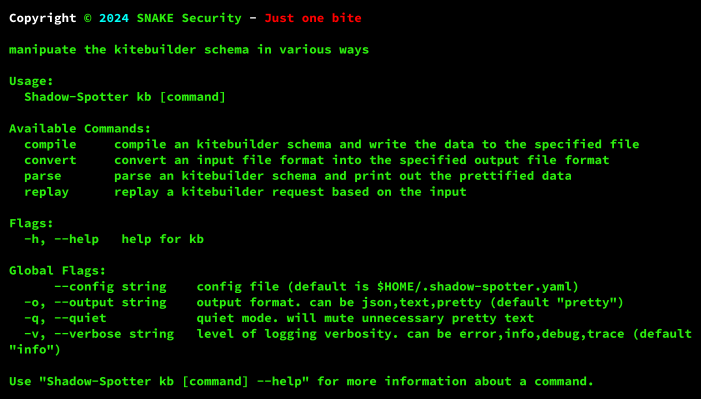 Copyright © 2024 SNAKE Security - Just one bite
manipuate the kitebuilder schema in various ways
Usage:
Shadow-Spotter kb [command]
Available Commands:
compile     compile an kitebuilder schema and write the data to the specified file
convert     convert an input file format into the specified output file format
parse       parse an kitebuilder schema and print out the prettified data
replay      replay a kitebuilder request based on the input
Flags:
-h, --help   help for kb
Global Flags:
--config string    config file (default is $HOME/.shadow-spotter.yaml)
-o, --output string    output format. can be json,text,pretty (default "pretty")
-q, --quiet            quiet mode. will mute unnecessary pretty text
-v, --verbose string   level of logging verbosity. can be error,info,debug,trace (default
"info")
Use "Shadow-Spotter kb [command] --help" for more information about a command.